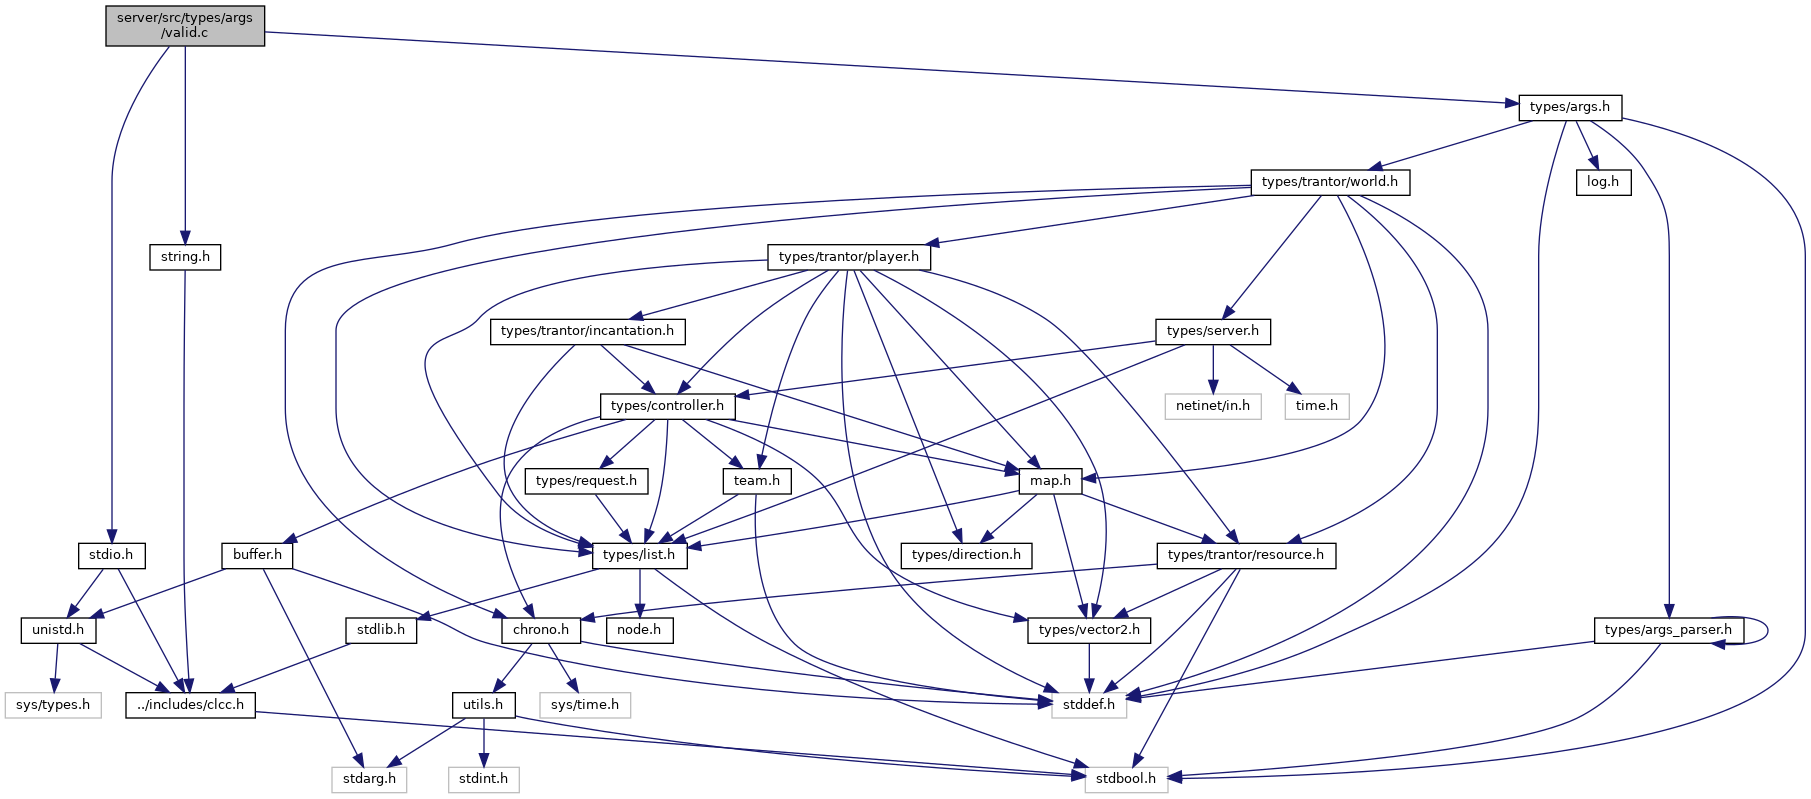 server/src/types/args
/valid.c
types/args.h
types/trantor/world.h
log.h
string.h
types/trantor/player.h
types/trantor/incantation.h
types/server.h
types/controller.h
netinet/in.h
time.h
types/request.h
team.h
map.h
stdio.h
buffer.h
types/list.h
types/direction.h
types/trantor/resource.h
unistd.h
stdlib.h
chrono.h
node.h
types/vector2.h
types/args_parser.h
sys/types.h
../includes/clcc.h
utils.h
sys/time.h
stddef.h
stdarg.h
stdint.h
stdbool.h